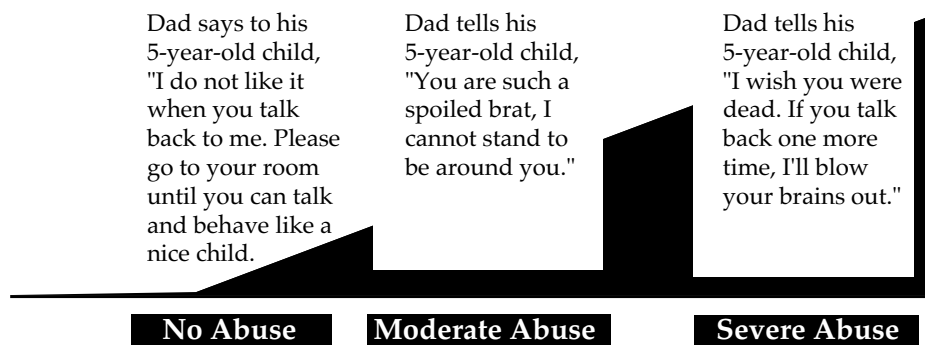 Dad says to his
5-year-old child,
"I do not like it
when you talk
back to me. Please
go to your room
until you can talk
and behave like a
nice child.
Dad tells his
5-year-old child,
"You are such a
spoiled brat, I
cannot stand to
be around you."
Dad tells his
5-year-old child,
"I wish you were
dead. If you talk
back one more
time, I'll blow
your brains out."
No Abuse
Moderate Abuse
Severe Abuse